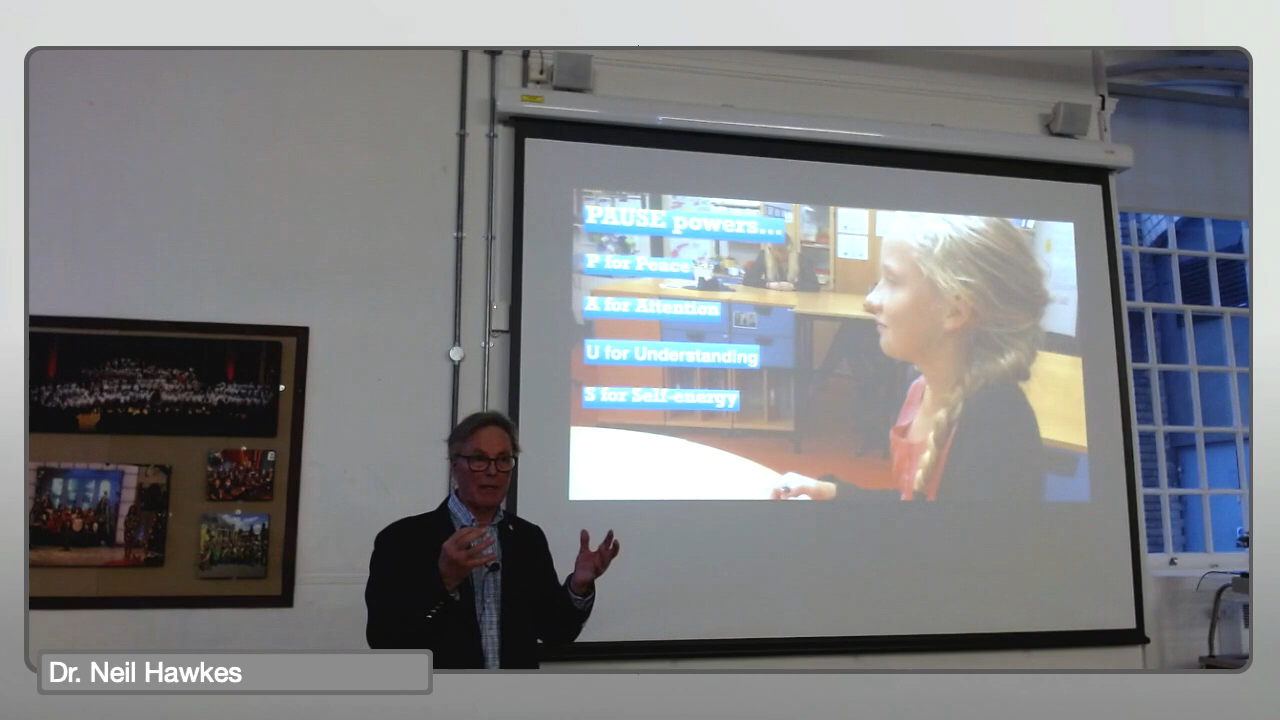 PAUSE powers...
P for Peace
A for Attention
U for Understanding
S for Self-energy
Dr. Neil Hawkes